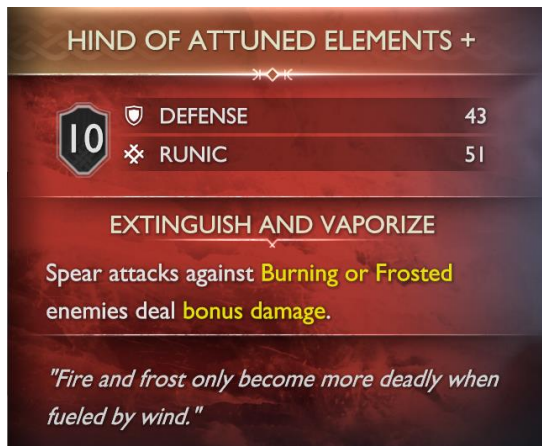 HIND OF ATTUNED ELEMENTS +
10
DEFENSE 43
RUNIC 51
EXTINGUISH AND VAPORIZE
Spear attacks against Burning or Frosted
enemies deal bonus damage.
"Fire and frost only become more deadly when
fueled by wind."